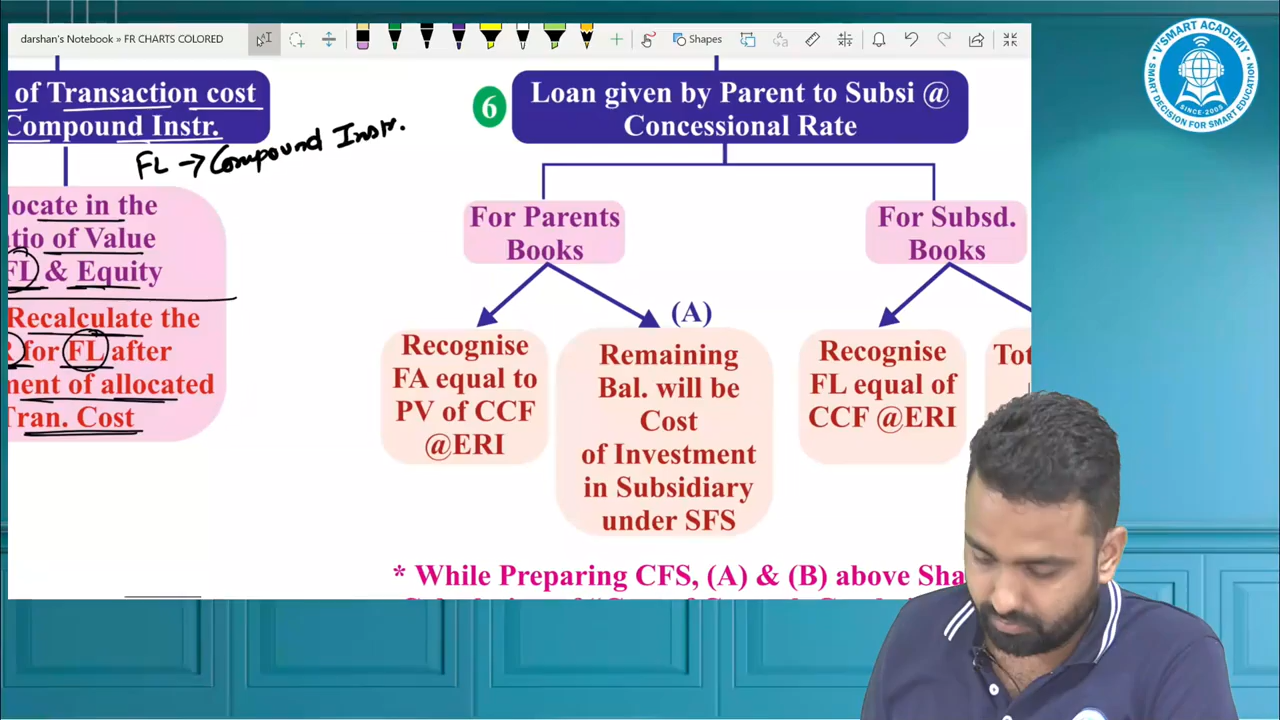 darshan's Notebook » FR CHARTS COLORED
Shapes
V'SMART ACADEMY
SMART DECISION FOR SMART EDUCATION
SINCE-2005
of Transaction cost
Compound Instr.
FL → Compound Instr.
locate in the
atio of Value
FL & Equity
Recalculate the
R for FL after
ment of allocated
Tran. Cost
6
Loan given by Parent to Subsi @
Concessional Rate
For Parents
Books
For Subsd.
Books
Recognise
FA equal to
PV of CCF
@ERI
(A)
Remaining
Bal. will be
Cost
of Investment
in Subsidiary
under SFS
Recognise
FL equal of
CCF @ERI
Tot
* While Preparing CFS, (A) & (B) above Sha